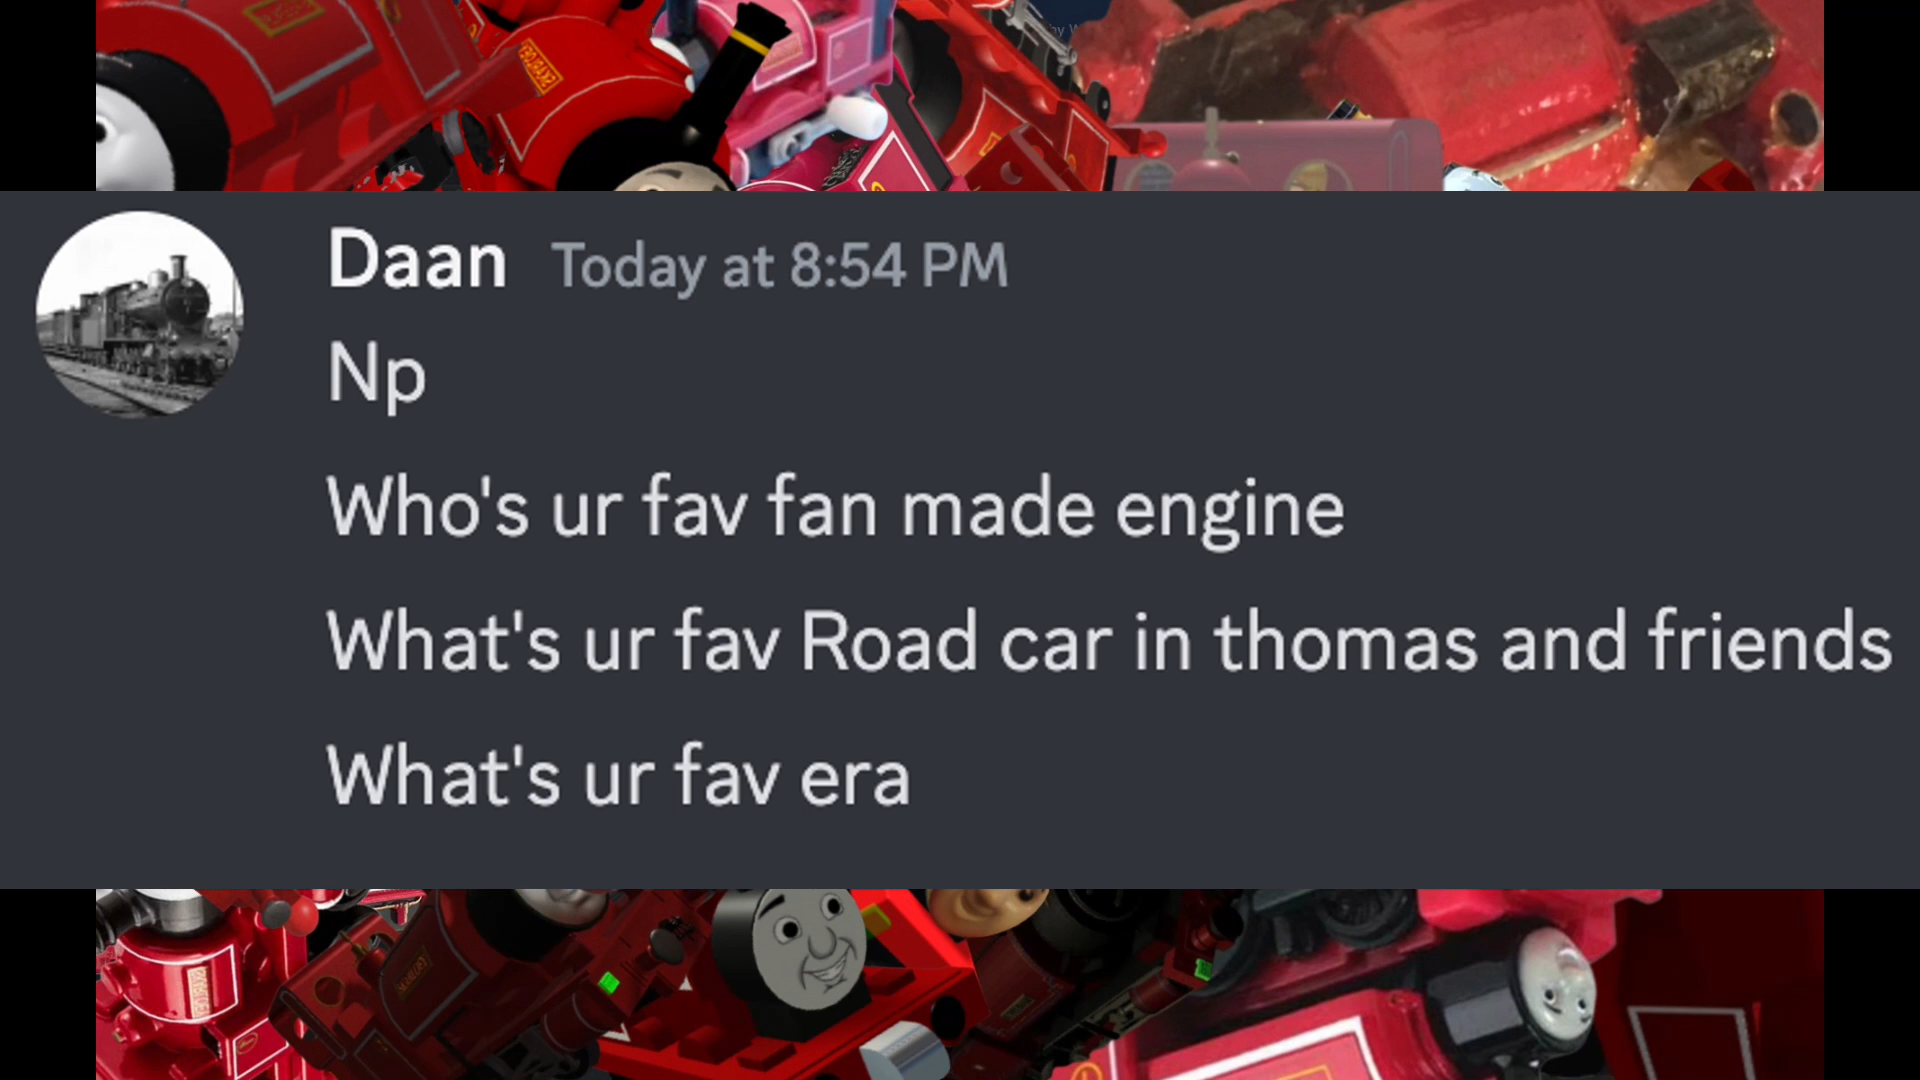 Daan Today at 8:54 PM
Np
Who's ur fav fan made engine
What's ur fav Road car in thomas and friends
What's ur fav era